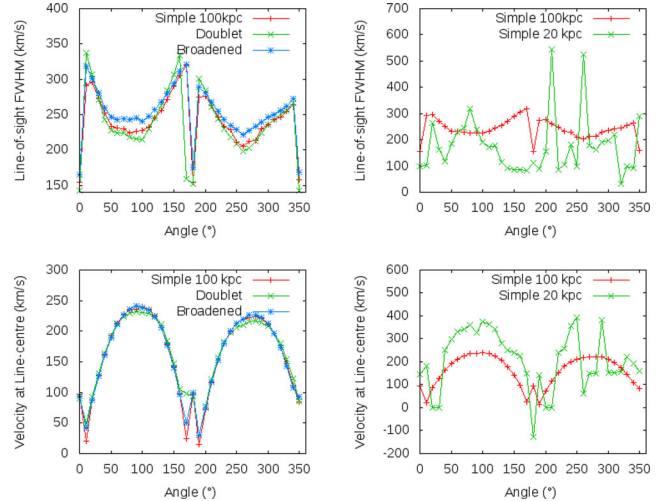 Simple 100kpc
Doublet
Broadened
Line-of-sight FWHM (km/s)
400
350
300
250
200
150
0 50 100 150 200 250 300 350
Angle (°)
Simple 100kpc
Simple 20 kpc
Line-of-sight FWHM (km/s)
700
600
500
400
300
200
100
0
0 50 100 150 200 250 300 350
Angle (°)
Simple 100 kpc
Doublet
Broadened
Velocity at Line-centre (km/s)
300
250
200
150
100
50
0
0 50 100 150 200 250 300 350
Angle (°)
Simple 100 kpc
Simple 20 kpc
Velocity at Line-centre (km/s)
600
500
400
300
200
100
0
-100
-200
0 50 100 150 200 250 300 350
Angle (°)